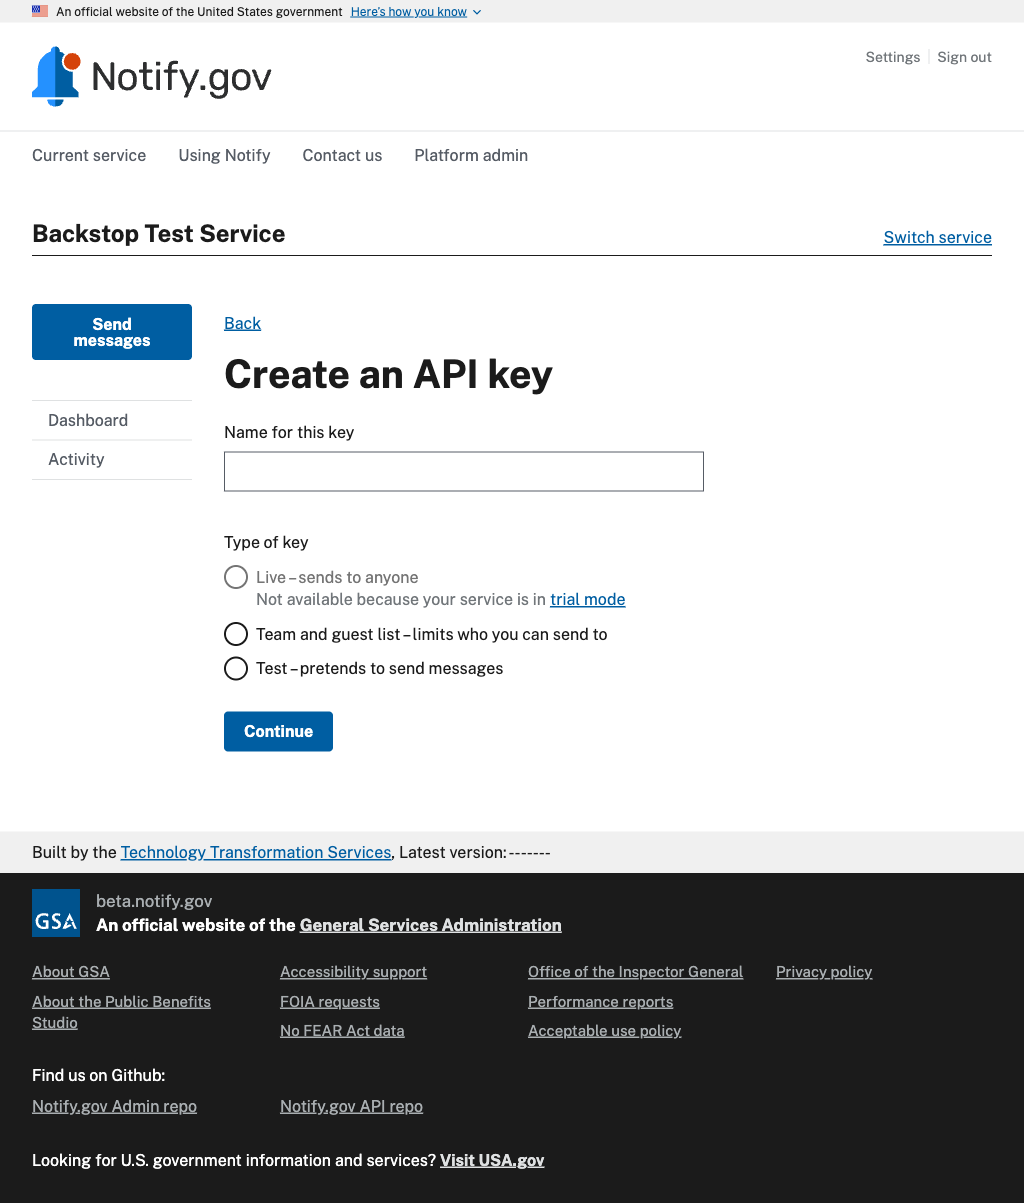 An official website of the United States government Here's how you know
Notify.gov
Settings Sign out
Current service Using Notify Contact us Platform admin
Backstop Test Service
Switch service
Send
messages
Dashboard
Activity
Back
Create an API key
Name for this key
Type of key
Live – sends to anyone
Not available because your service is in trial mode
Team and guest list – limits who you can send to
Test – pretends to send messages
Continue
Built by the Technology Transformation Services, Latest version: -------
GSA
beta.notify.gov
An official website of the General Services Administration
About GSA Accessibility support Office of the Inspector General Privacy policy
About the Public Benefits
Studio
FOIA requests Performance reports
No FEAR Act data Acceptable use policy
Find us on Github:
Notify.gov Admin repo Notify.gov API repo
Looking for U.S. government information and services? Visit USA.gov